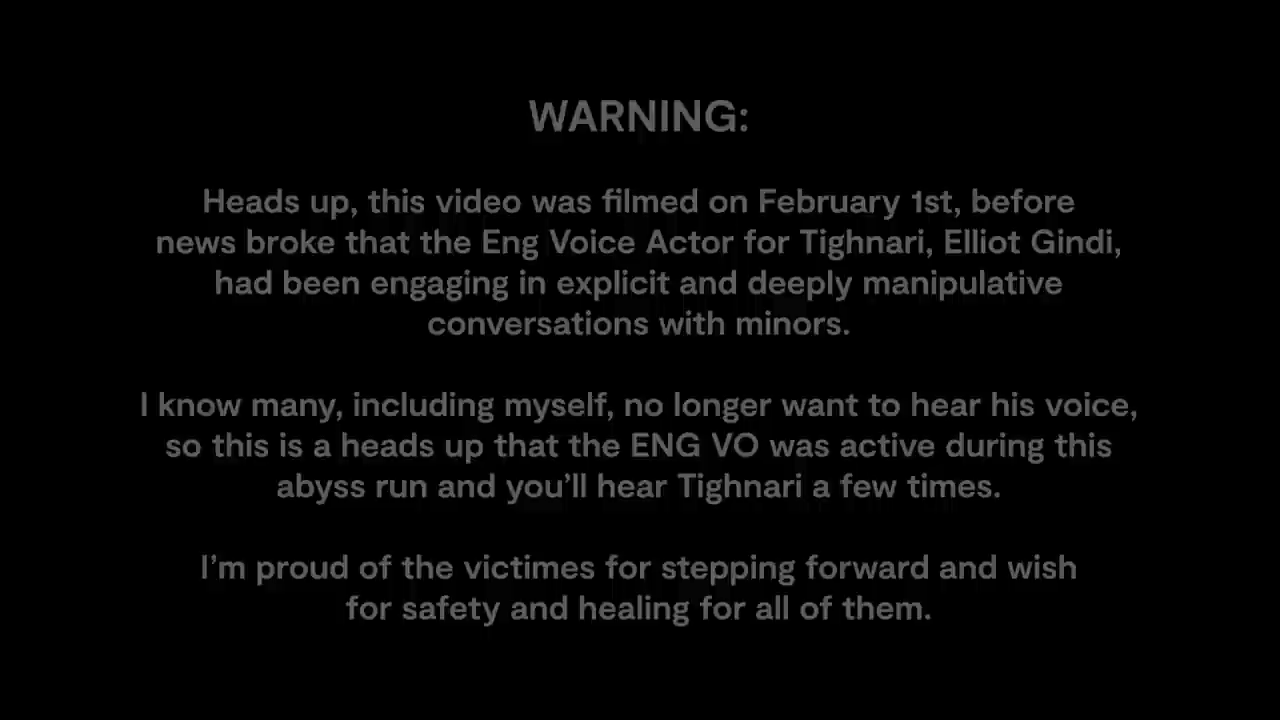 WARNING:
Heads up, this video was filmed on February 1st, before
news broke that the Eng Voice Actor for Tighnari, Elliot Gindi,
had been engaging in explicit and deeply manipulative
conversations with minors.
I know many, including myself, no longer want to hear his voice,
so this is a heads up that the ENG VO was active during this
abyss run and you’ll hear Tighnari a few times.
I’m proud of the victimes for stepping forward and wish
for safety and healing for all of them.